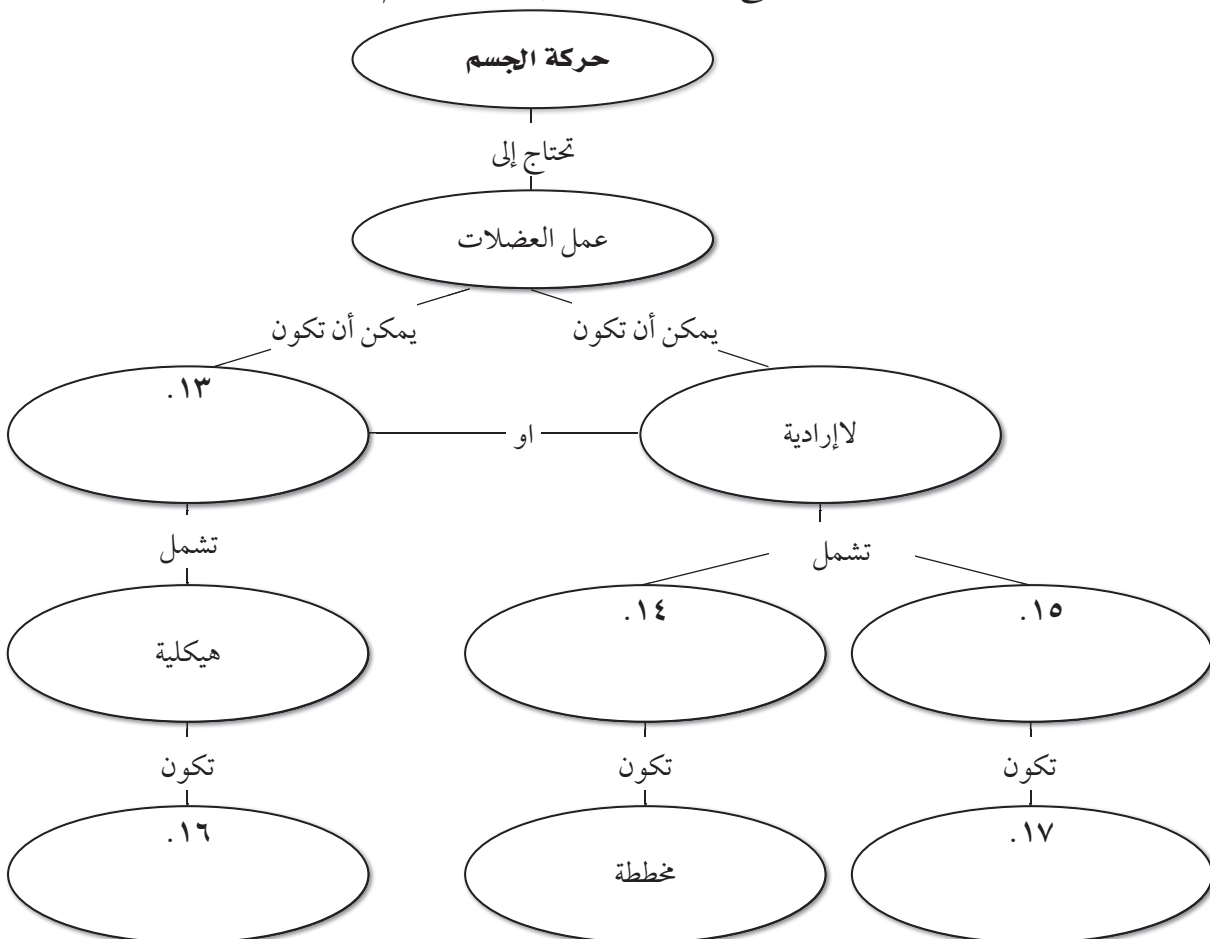 حركة الجسم
تحتاج إلى
عمل العضلات
يمكن أن تكون
يمكن أن تكون
لاإرادية
او
١٣.
تشمل
تشمل
١٥.
١٤.
هيكلية
تكون
تكون
تكون
١٧.
مخططة
١٦.